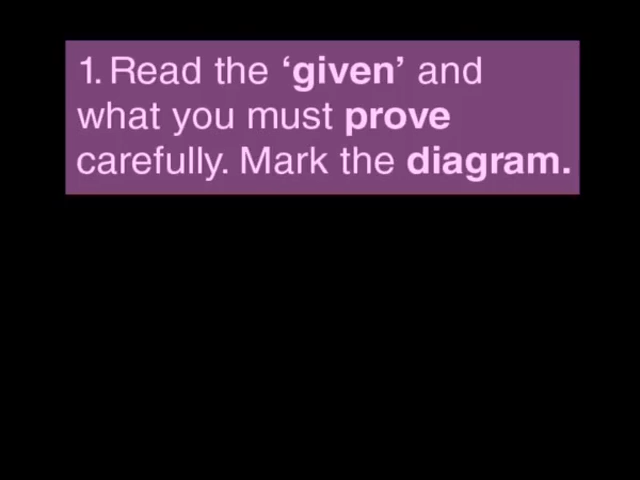 1. Read the ‘given’ and
what you must prove
carefully. Mark the diagram.